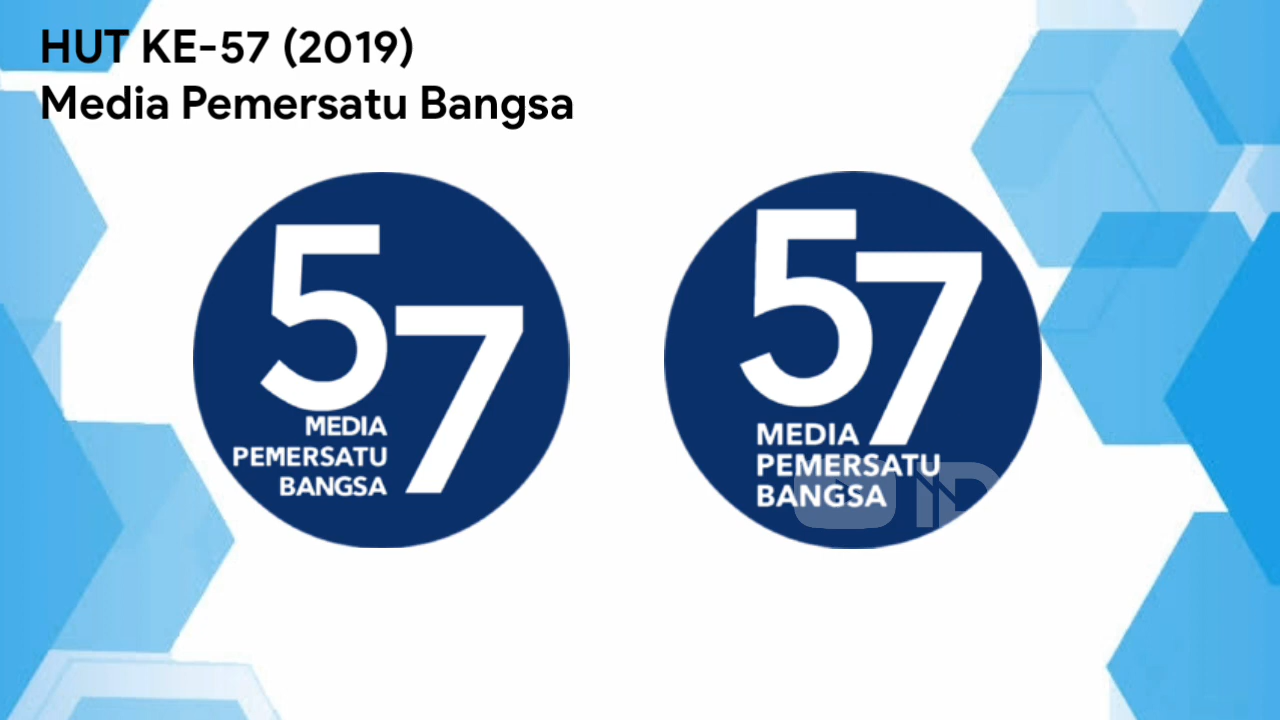 HUT KE-57 (2019)
Media Pemersatu Bangsa
57
MEDIA
PEMERSATU
BANGSA
57
MEDIA
PEMERSATU
BANGSA